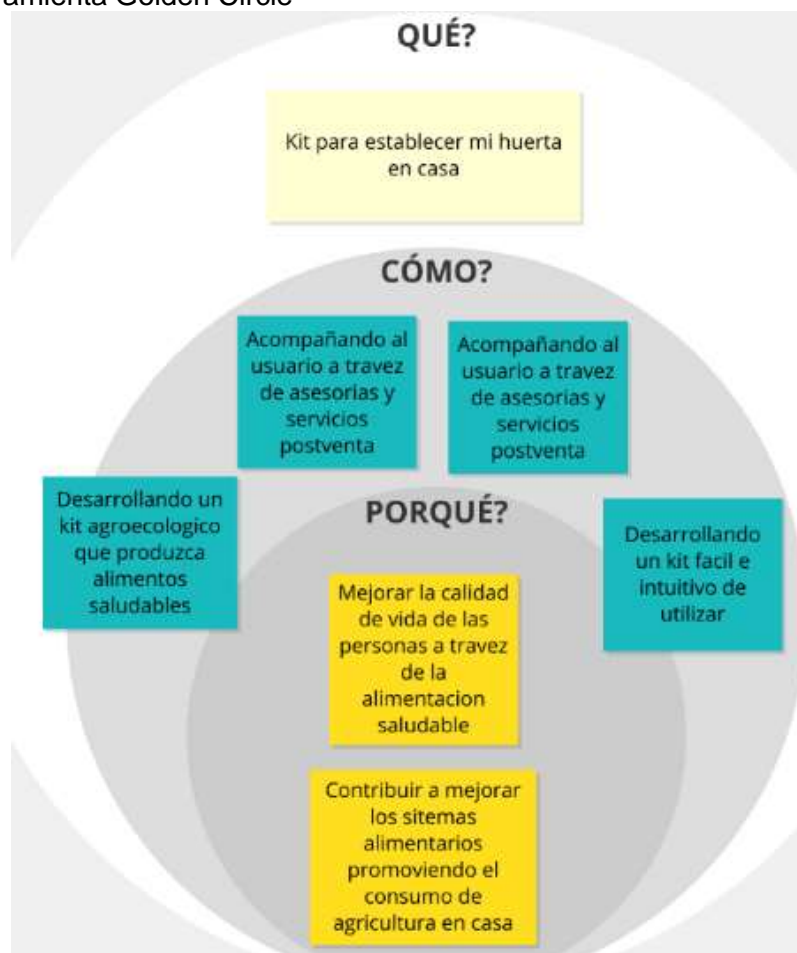 Golden Circle
QUÉ?
Kit para establecer mi huerta
en casa
CÓMO?
Acompañando al
usuario a travez
de asesorias y
servicios
postventa
Acompañando al
usuario a travez
de asesorias y
servicios
postventa
Desarrollando un
kit agroecologico
que produzca
alimentos
saludables
PORQUÉ?
Desarrollando
un kit facil e
intuitivo de
utilizar
Mejorar la calidad
de vida de las
personas a travez
de la
alimentacion
saludable
Contribuir a mejorar
los sitemas
alimentarios
promoviendo el
consumo de
agricultura en casa